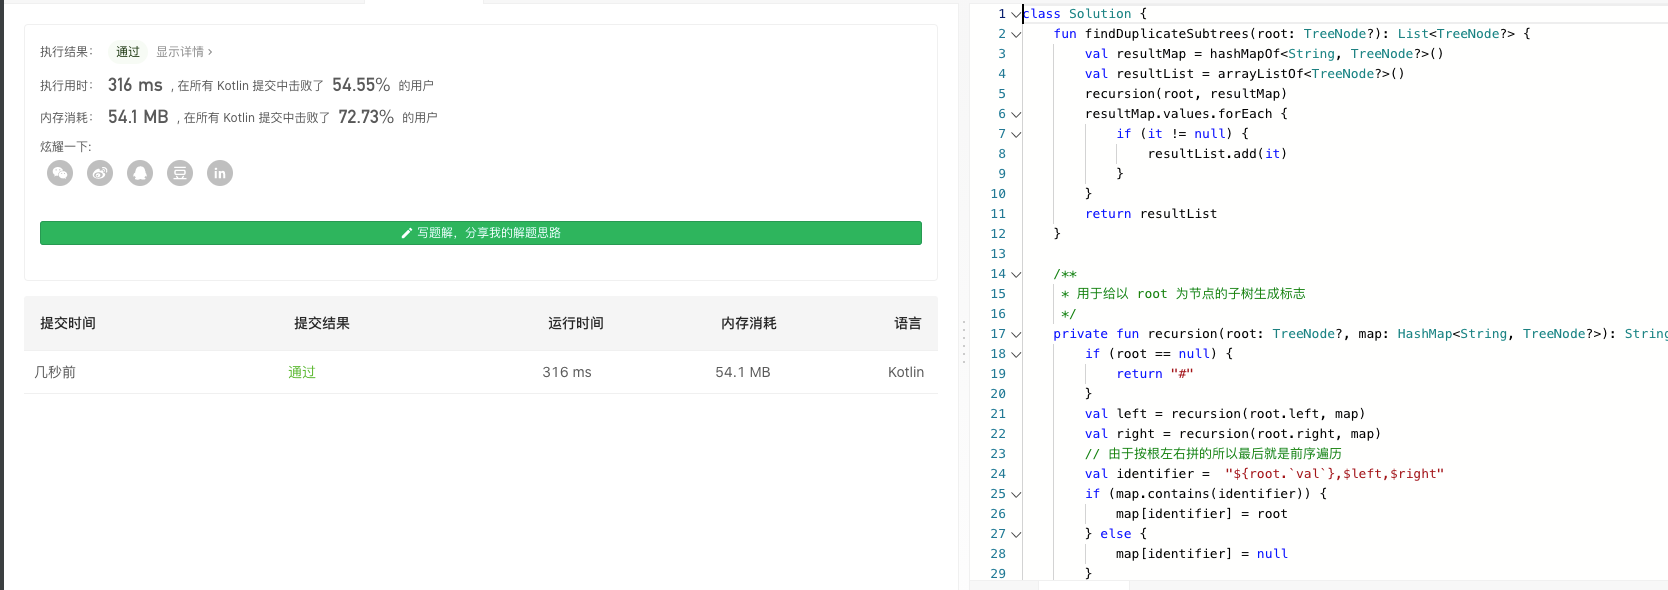 执行结果： 通过 显示详情 ›
执行用时： 316 ms , 在所有 Kotlin 提交中击败了 54.55% 的用户
内存消耗： 54.1 MB , 在所有 Kotlin 提交中击败了 72.73% 的用户
炫耀一下:
豆 in
写题解，分享我的解题思路
提交时间 提交结果 运行时间 内存消耗 语言
几秒前 通过 316 ms 54.1 MB Kotlin
1 class Solution {
2 fun findDuplicateSubtrees(root: TreeNode?): List<TreeNode?> {
3 val resultMap = hashMapOf<String, TreeNode?>()
4 val resultList = arrayListOf<TreeNode?>()
5 recursion(root, resultMap)
6 resultMap.values.forEach {
7 if (it != null) {
8 resultList.add(it)
9 }
10 }
11 return resultList
12 }
13
14 /**
15 * 用于给以 root 为节点的子树生成标志
16 */
17 private fun recursion(root: TreeNode?, map: HashMap<String, TreeNode?>): String
18 if (root == null) {
19 return "#"
20 }
21 val left = recursion(root.left, map)
22 val right = recursion(root.right, map)
23 // 由于按根左右拼的所以最后就是前序遍历
24 val identifier = "${root.`val`},$left,$right"
25 if (map.contains(identifier)) {
26 map[identifier] = root
27 } else {
28 map[identifier] = null
29 }